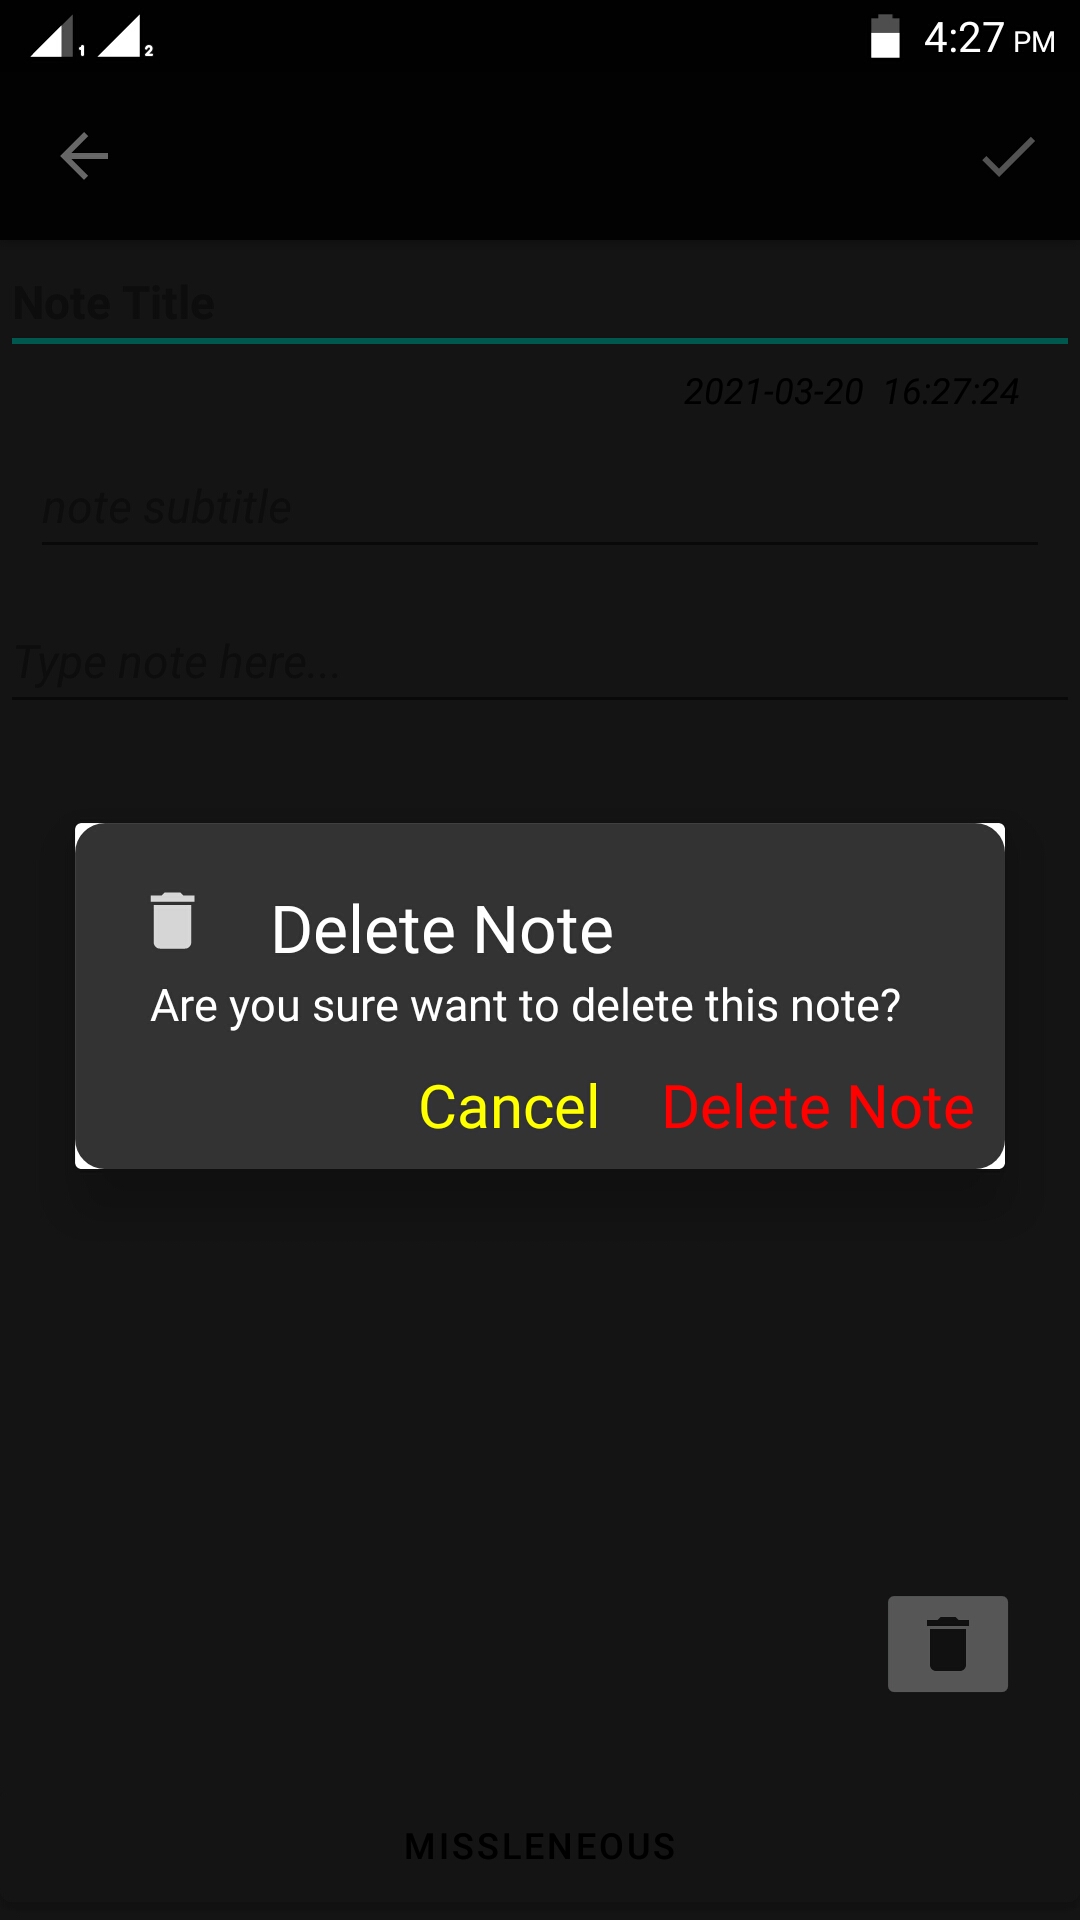 1 2 4:27 PM
Note Title
2021-03-20 16:27:24
note subtitle
Type note here...
Delete Note
Are you sure want to delete this note?
Cancel Delete Note
MISSLENEOUS